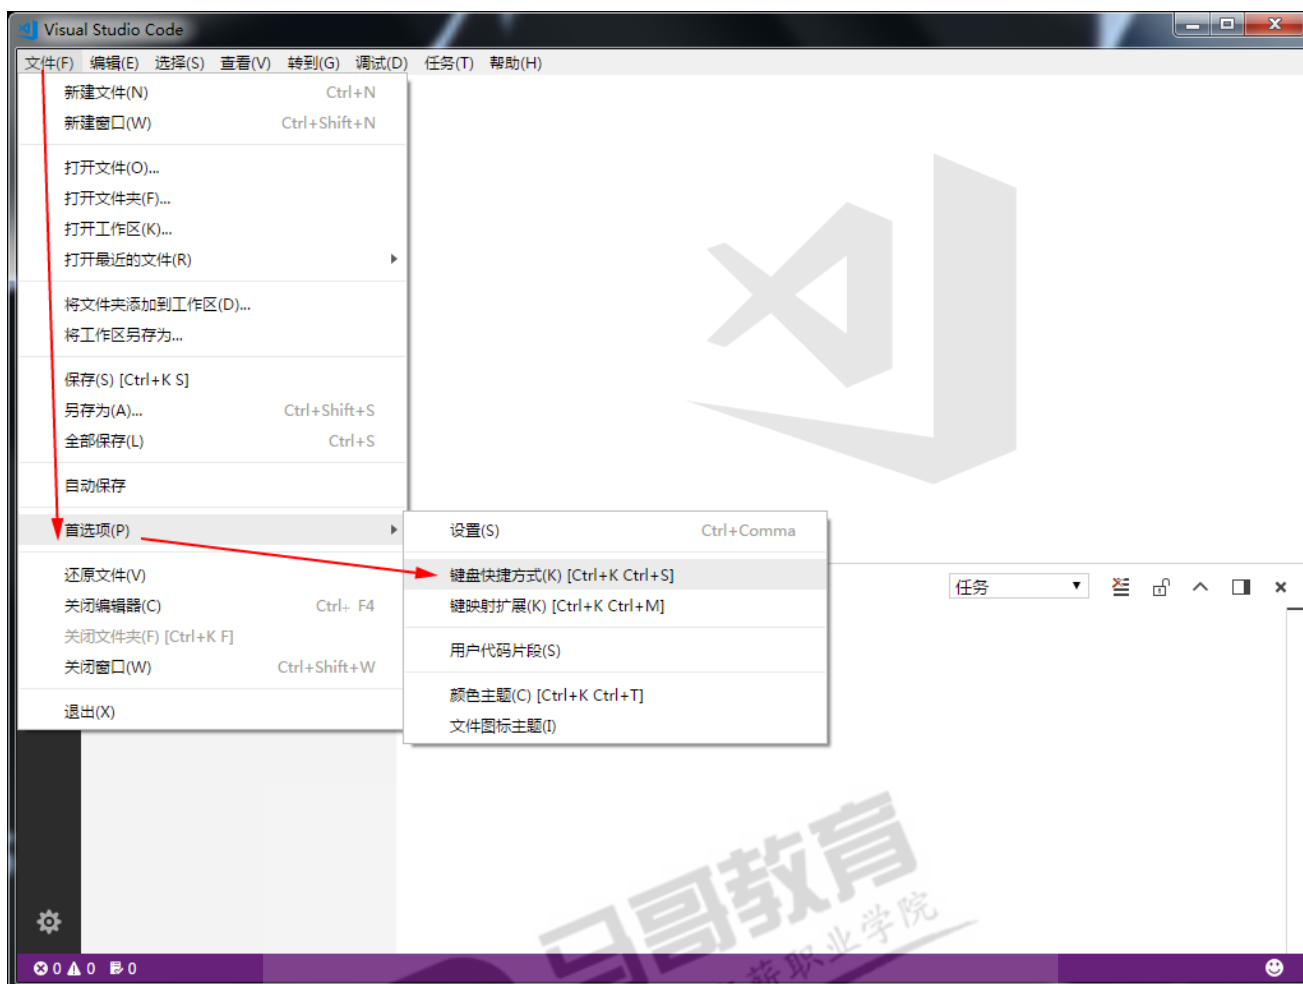 Visual Studio Code
文件(F) 编辑(E) 选择(S) 查看(V) 转到(G) 调试(D) 任务(T) 帮助(H)
新建文件(N) Ctrl+N
新建窗口(W) Ctrl+Shift+N
打开文件(O)...
打开文件夹(F)...
打开工作区(K)...
打开最近的文件(R)
将文件夹添加到工作区(D)...
将工作区另存为...
保存(S) [Ctrl+K S]
另存为(A)... Ctrl+Shift+S
全部保存(L) Ctrl+S
自动保存
首选项(P)
设置(S) Ctrl+Comma
键盘快捷方式(K) [Ctrl+K Ctrl+S]
键映射扩展(K) [Ctrl+K Ctrl+M]
用户代码片段(S)
颜色主题(C) [Ctrl+K Ctrl+T]
文件图标主题(I)
还原文件(V)
关闭编辑器(C) Ctrl+ F4
关闭文件夹(F) [Ctrl+K F]
关闭窗口(W) Ctrl+Shift+W
退出(X)
任务
马哥教育
薪职业学院
0 0 0